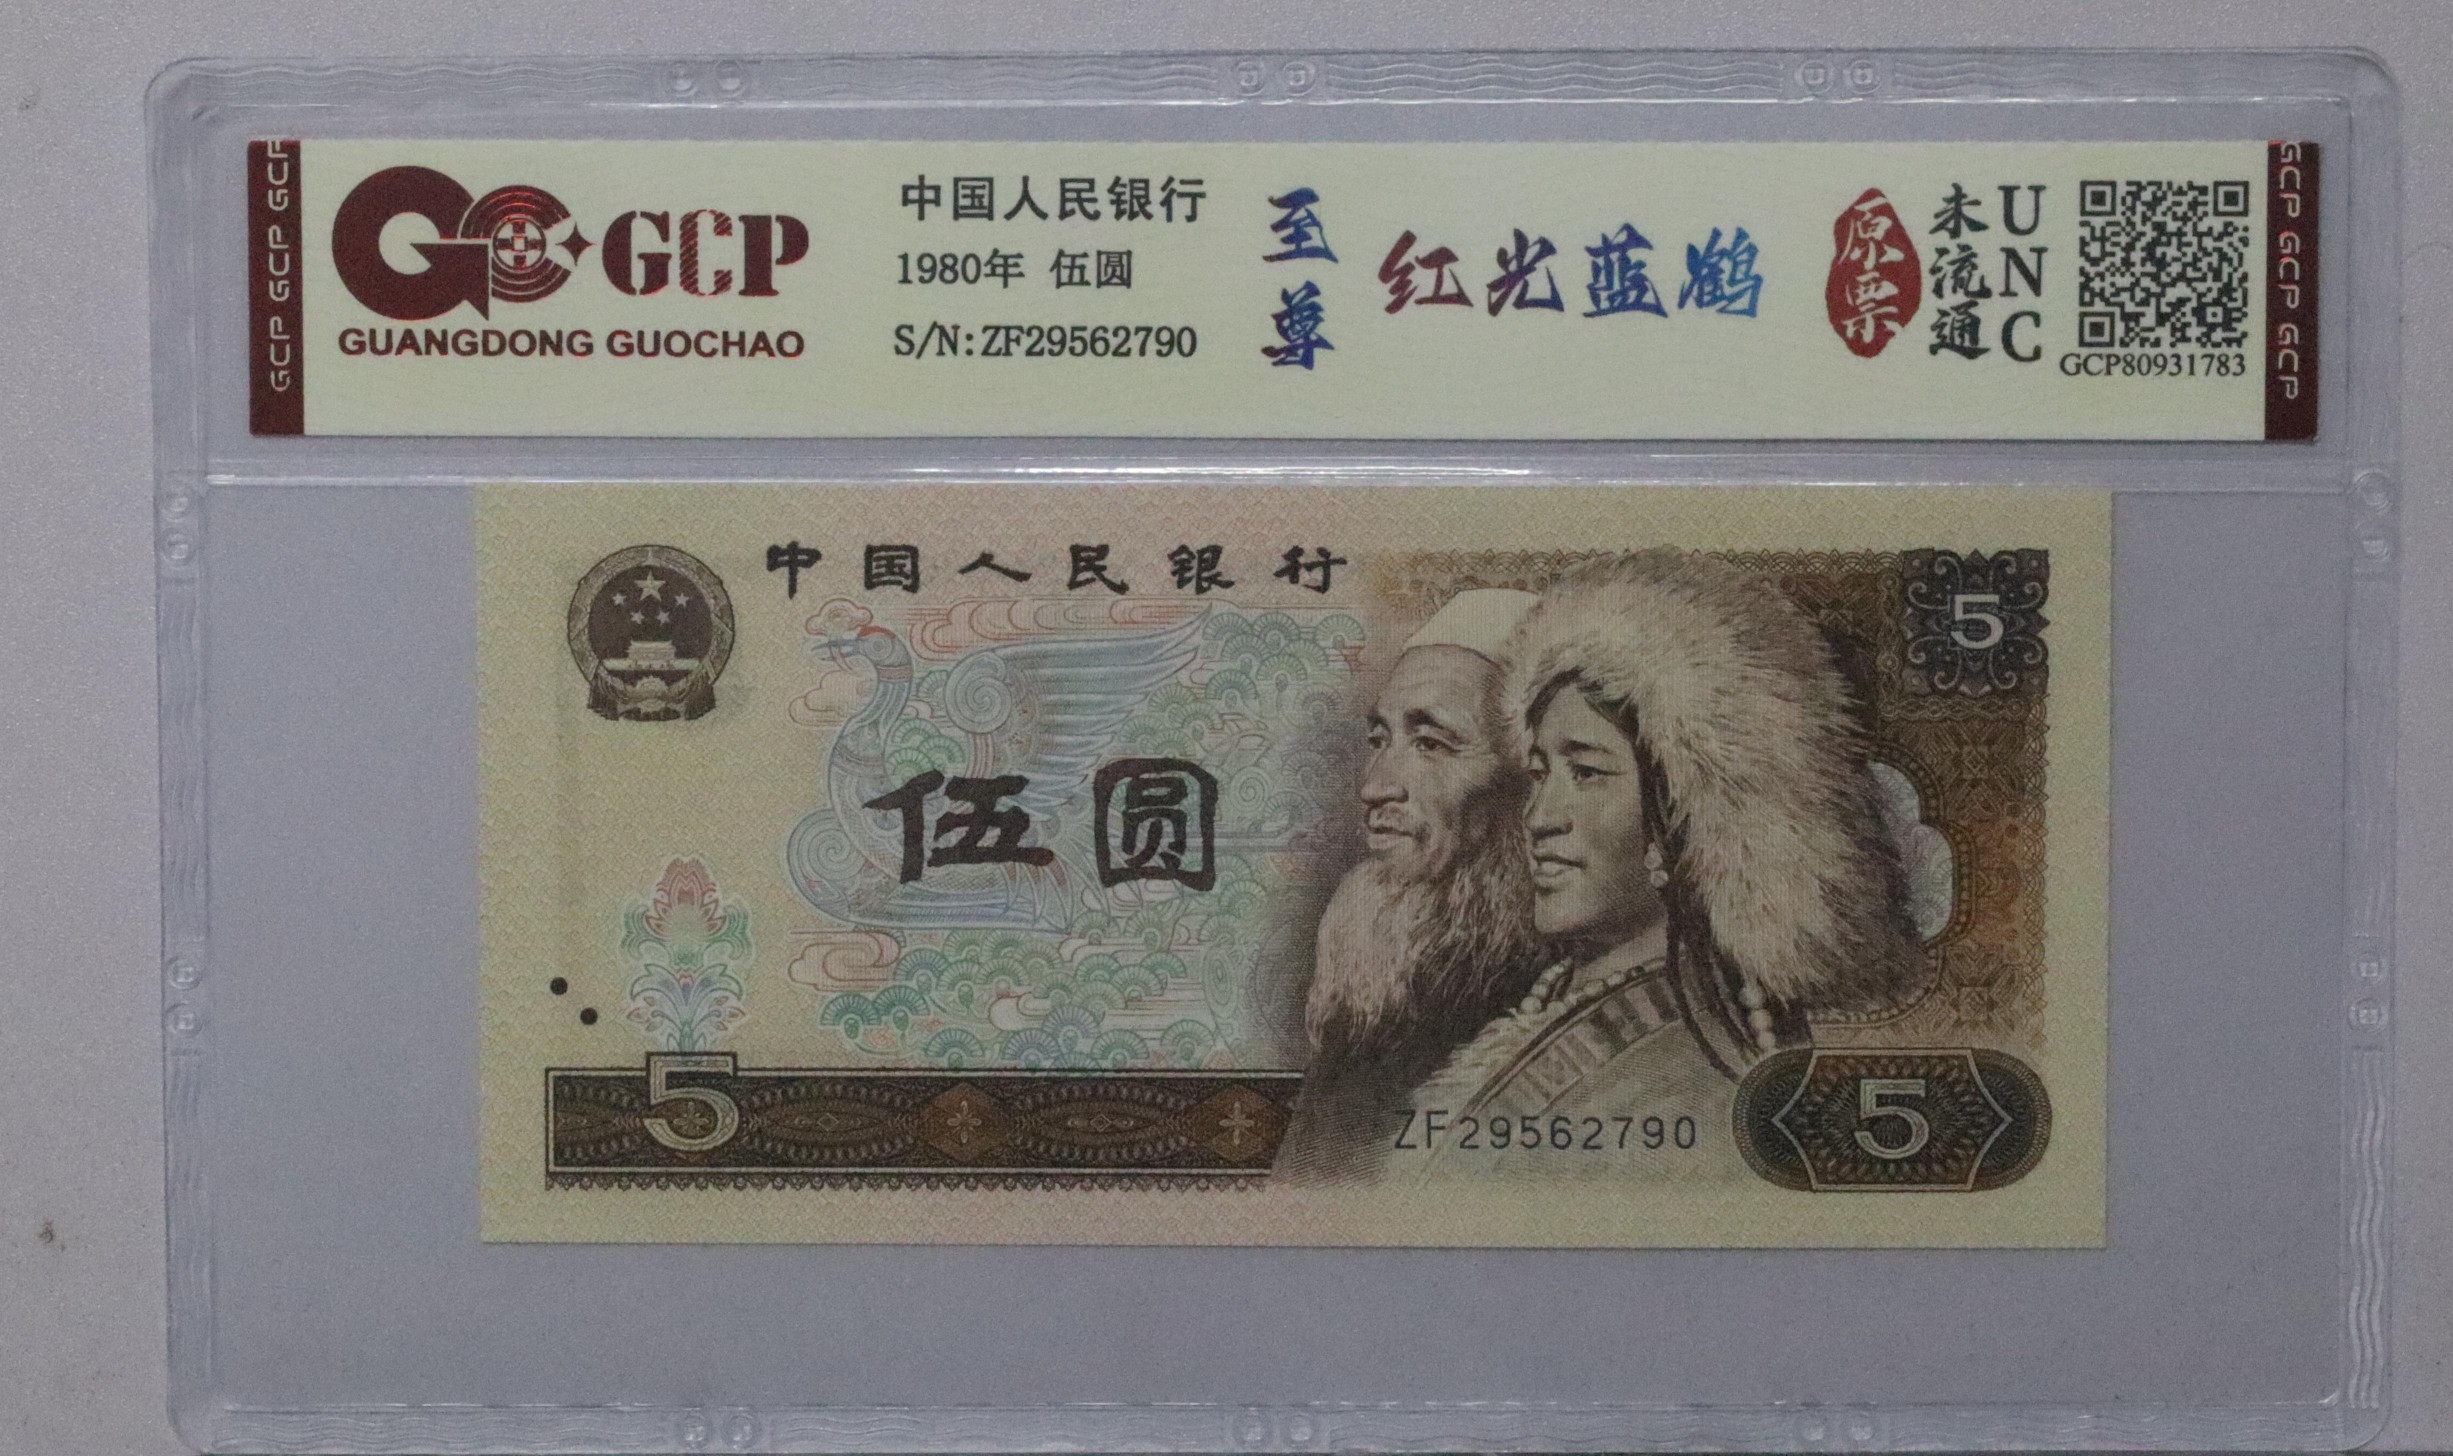 GCP GCP GCP
GCP
GUANGDONG GUOCHAO
中国人民银行
1980年 伍圆
S/N:ZF29562790
至尊
红光蓝鹤
原票
未流通
UNC
GCP80931783
GCP GCP GCP
中国人民银行
5
伍圆
5
ZF29562790
5